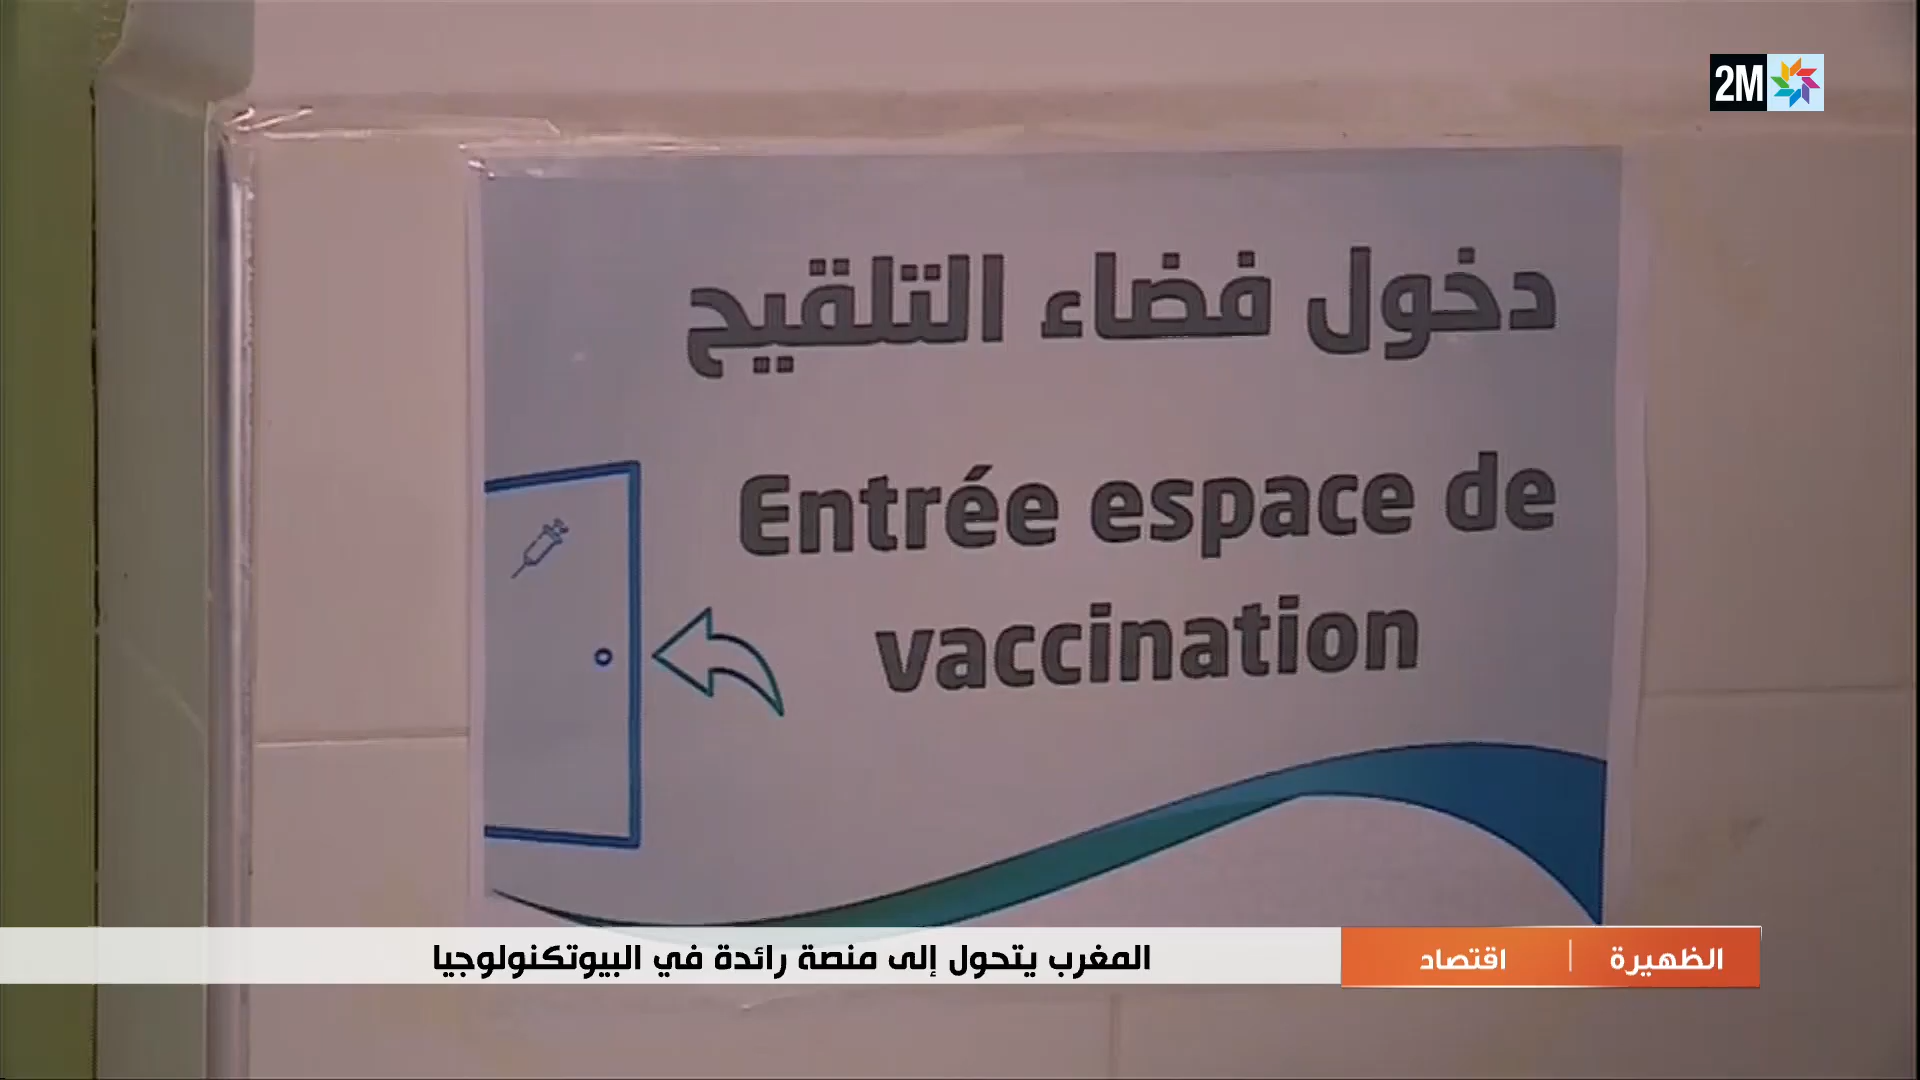 2M
دخول فضاء التلقيح
Entrée espace de
vaccination
الظهيرة | اقتصاد
المغرب يتحول إلى منصة رائدة في البيوتكنولوجيا